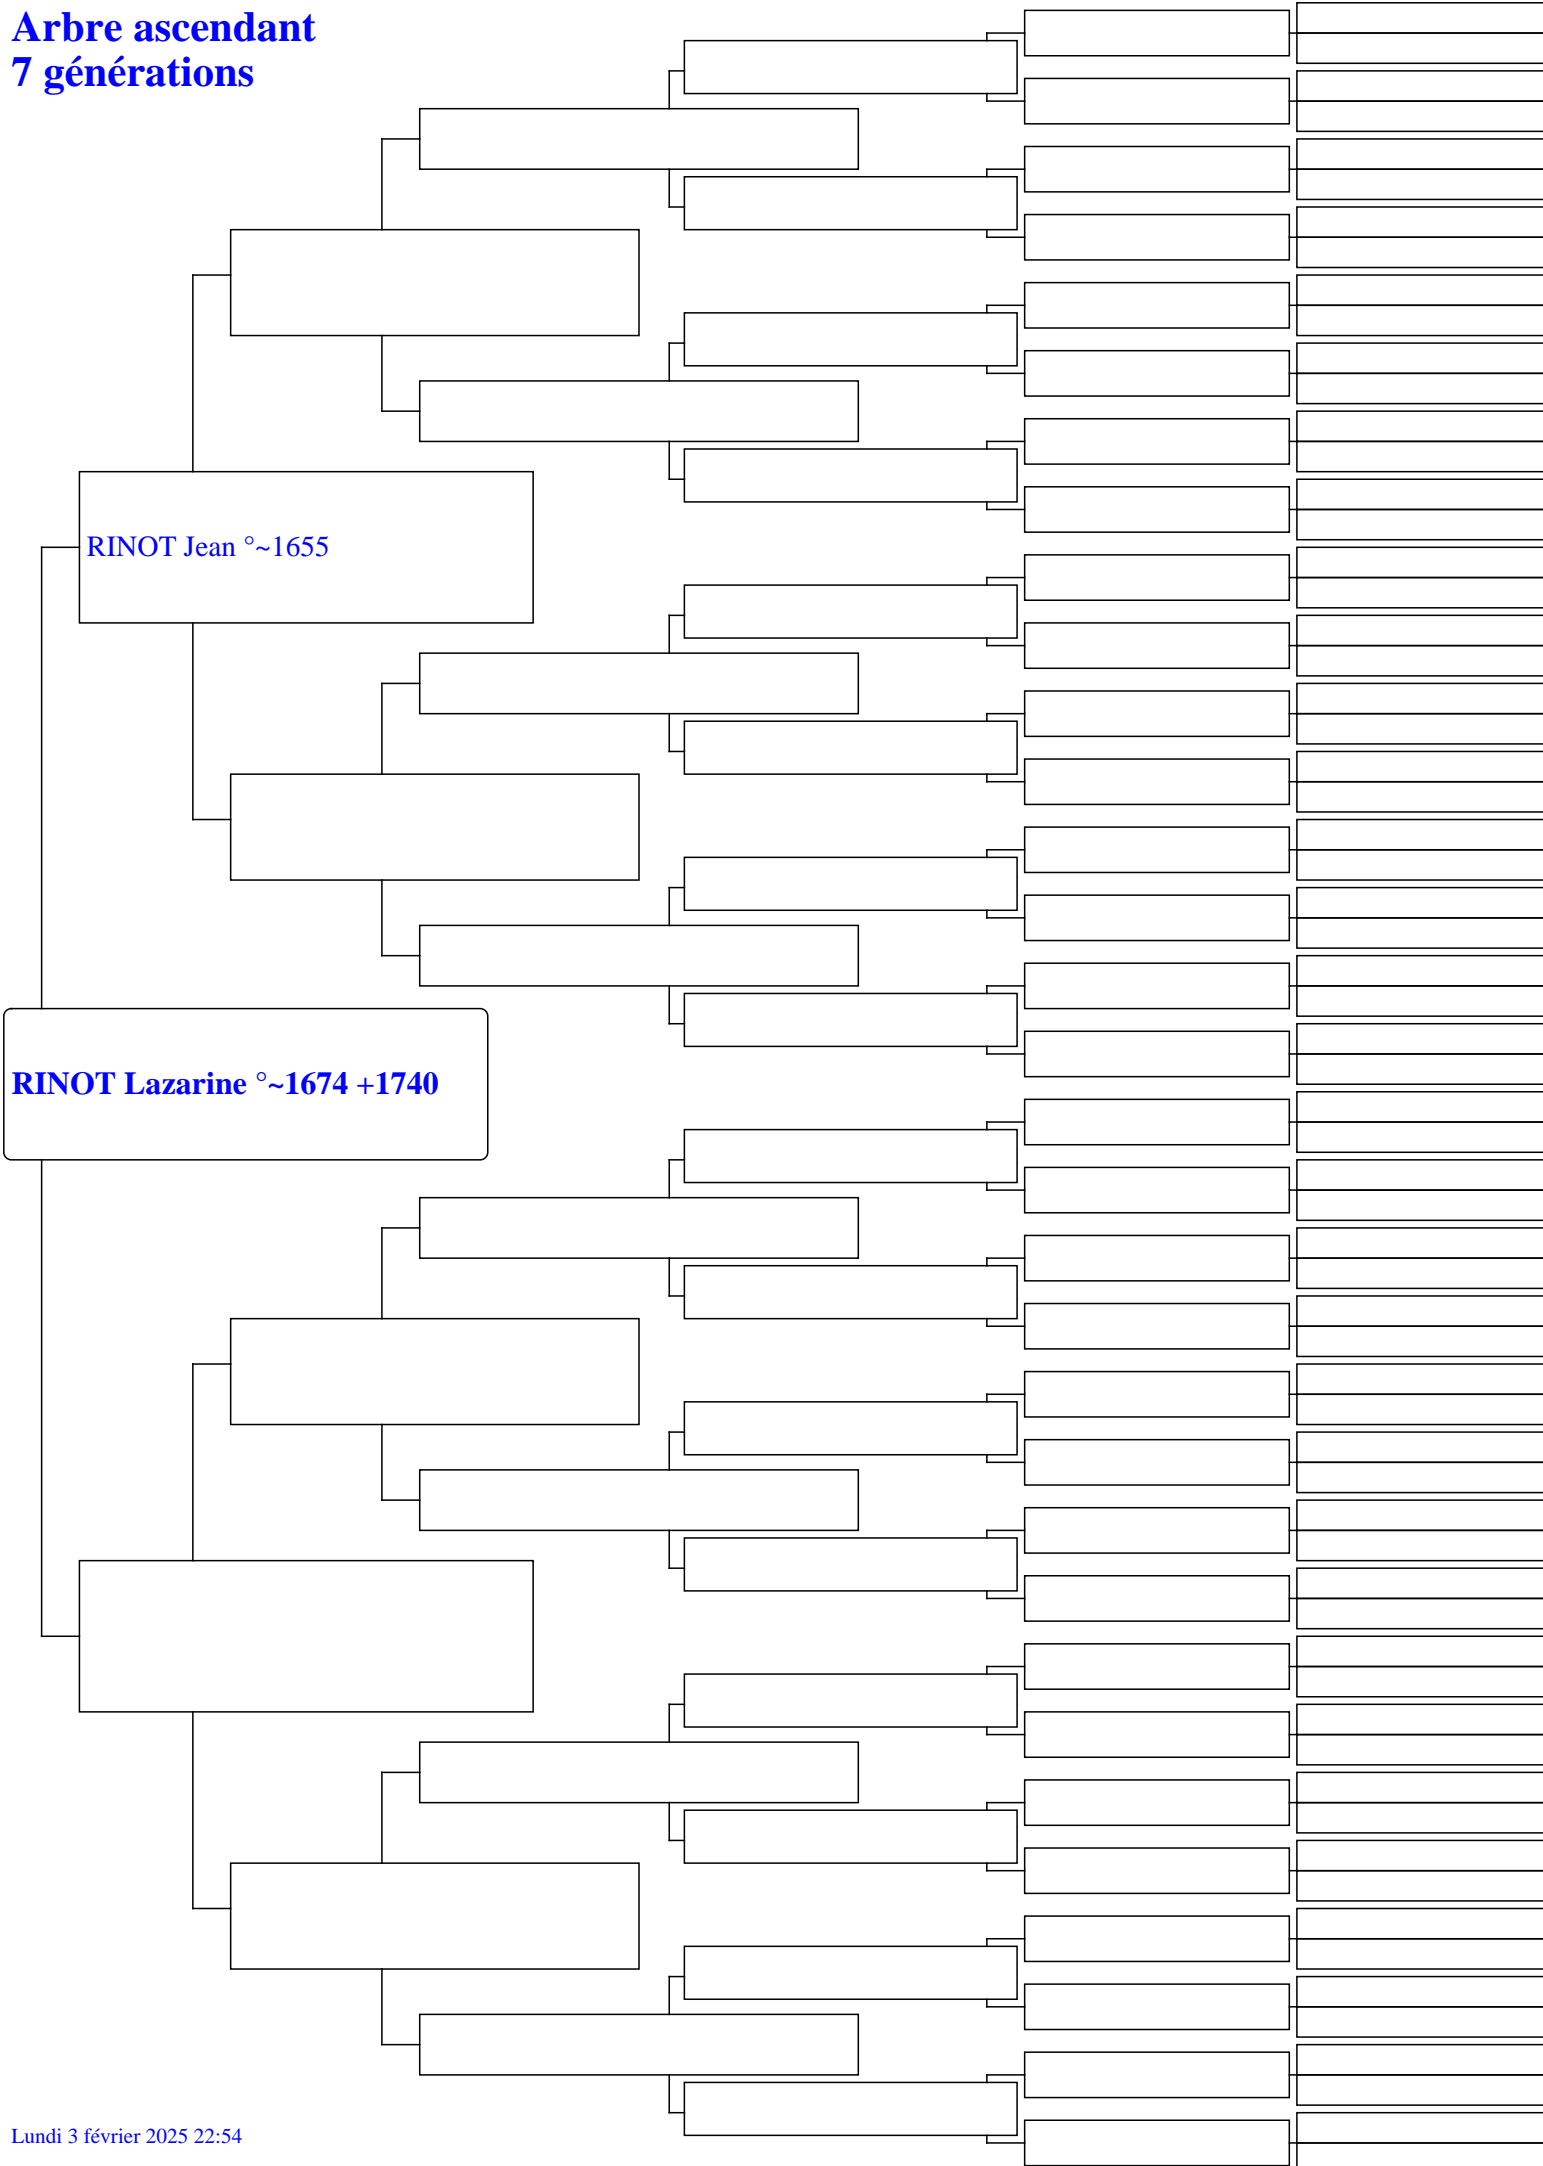 Arbre ascendant
7 générations
RINOT Jean °~1655
RINOT Lazarine °~1674 +1740
Lundi 3 février 2025 22:54